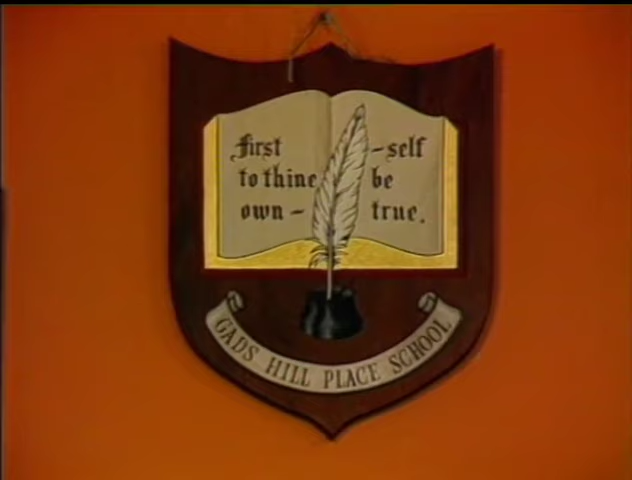 First
to thine
own -
- self
be
true.
GADS HILL PLACE SCHOOL